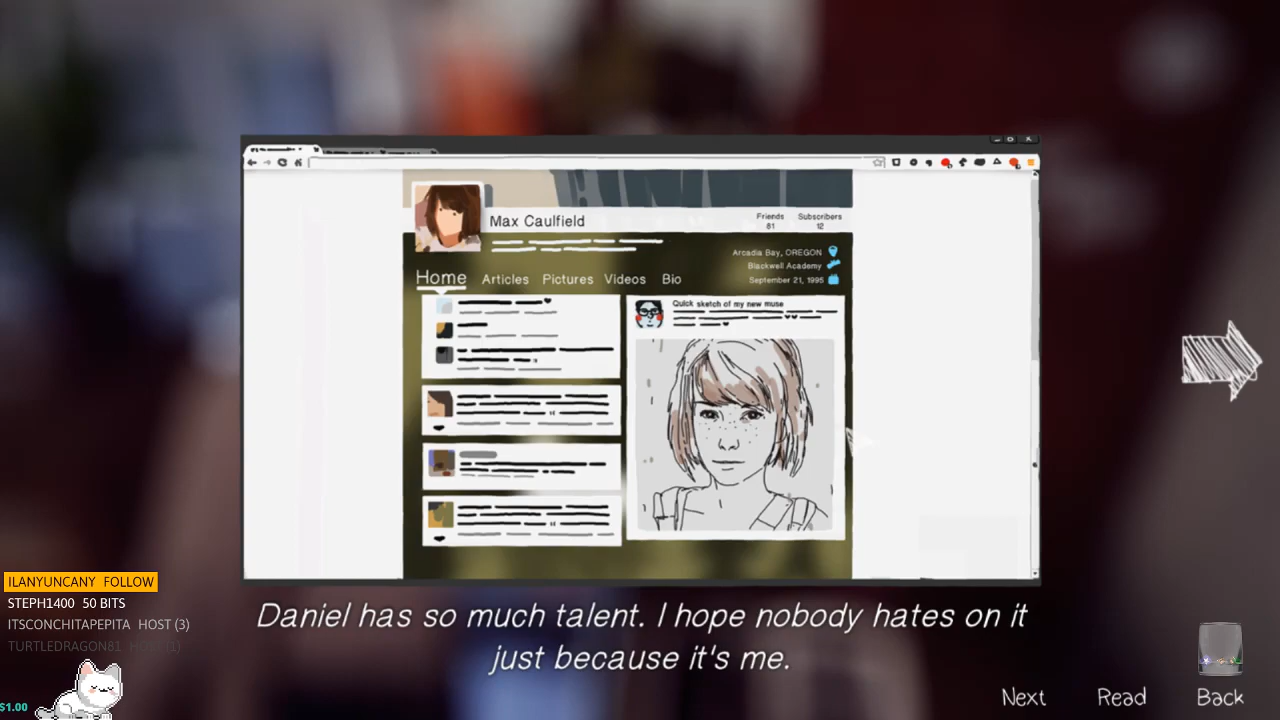 Max Caulfield
Friends
81
Subscribers
12
Arcadia Bay, OREGON
Blackwell Academy
September 21, 1995
Home
Articles
Pictures
Videos
Bio
Quick sketch of my new muse
ILANYUNCANY FOLLOW
STEPH1400 50 BITS
ITSCONCHITAPEPITA HOST (3)
TURTLEDRAGON81 HOST (1)
$1.00
Daniel has so much talent. I hope nobody hates on it
just because it's me.
Next
Read
Back